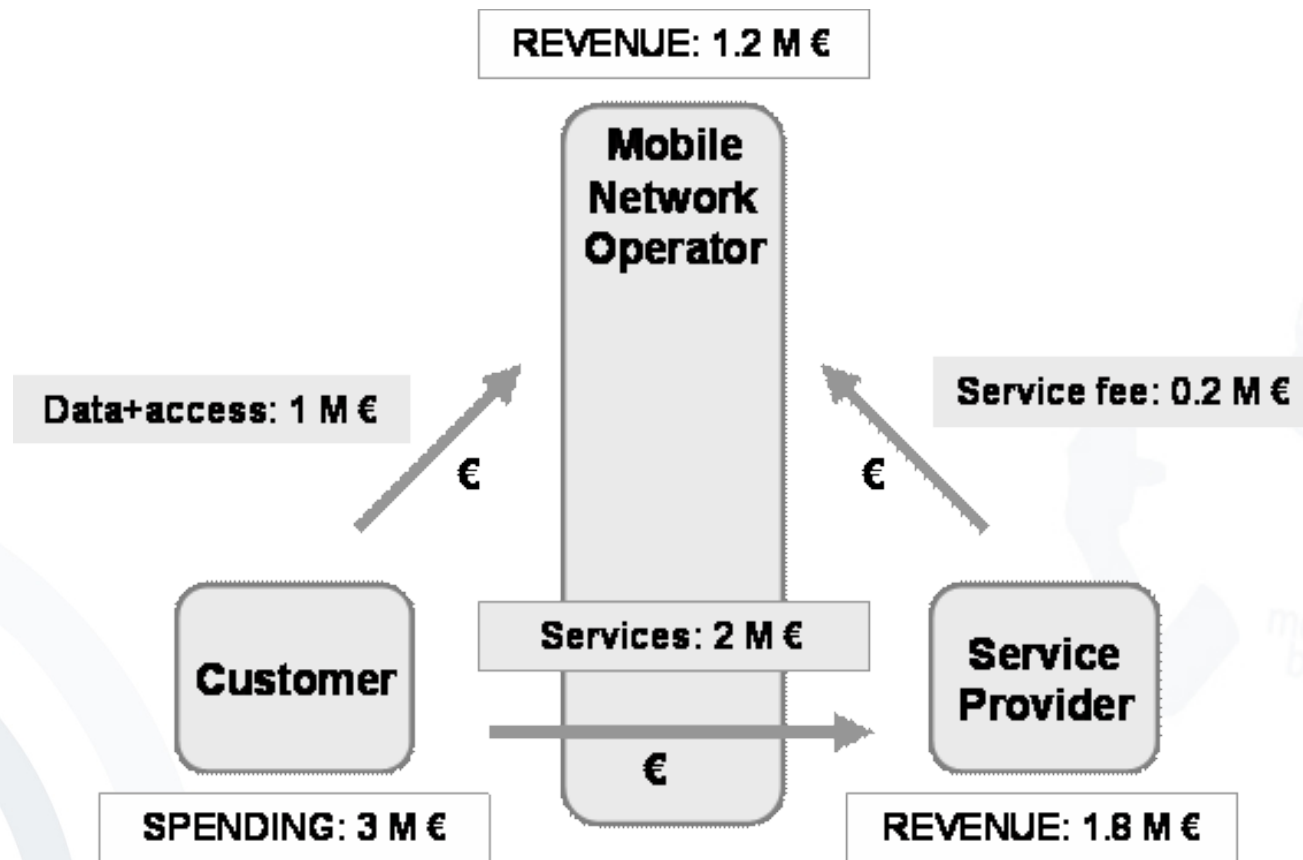 REVENUE: 1.2 M €
Mobile
Network
Operator
Data+access: 1 M €
Service fee: 0.2 M €
€
€
Services: 2 M €
Customer
Service
Provider
€
SPENDING: 3 M €
REVENUE: 1.8 M €